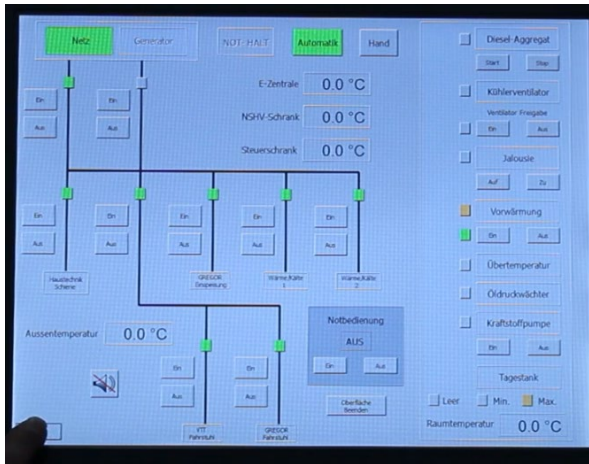 Netz
Generator
NOT-HALT
Automatik
Hand
E-Zentrale 0.0 °C
NSHV-Schrank 0.0 °C
Steuerschrank 0.0 °C
Ein
Ein
Aus
Aus
Ein
Ein
Ein
Ein
Ein
Aus
Aus
Aus
Aus
Aus
Haustechnik
Schiene
GREGOR
Einspeisung
Wärme/Kälte
1
Wärme/Kälte
2
Aussentemperatur 0.0 °C
Ein
Ein
Aus
Aus
VTT
Fahrstuhl
GREGOR
Fahrstuhl
Notbedienung
AUS
Ein
Aus
Oberfläche
Beenden
Diesel-Aggregat
Start
Stop
Kühlerventilator
Ventilator Freigabe
Ein
Aus
Jalousie
Auf
Zu
Vorwärmung
Ein
Aus
Übertemperatur
Öldruckwächter
Kraftstoffpumpe
Ein
Aus
Tagestank
Leer
Min.
Max.
Raumtemperatur 0.0 °C